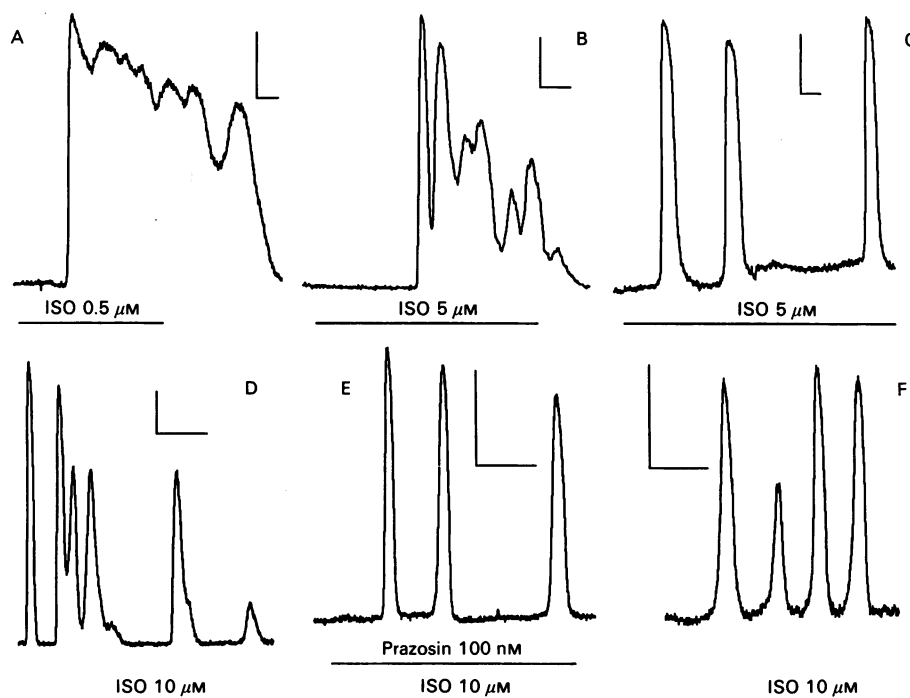 A
B
C
ISO 0.5 μM
ISO 5 μM
ISO 5 μM
D
E
F
Prazosin 100 nM
ISO 10 μM
ISO 10 μM
ISO 10 μM